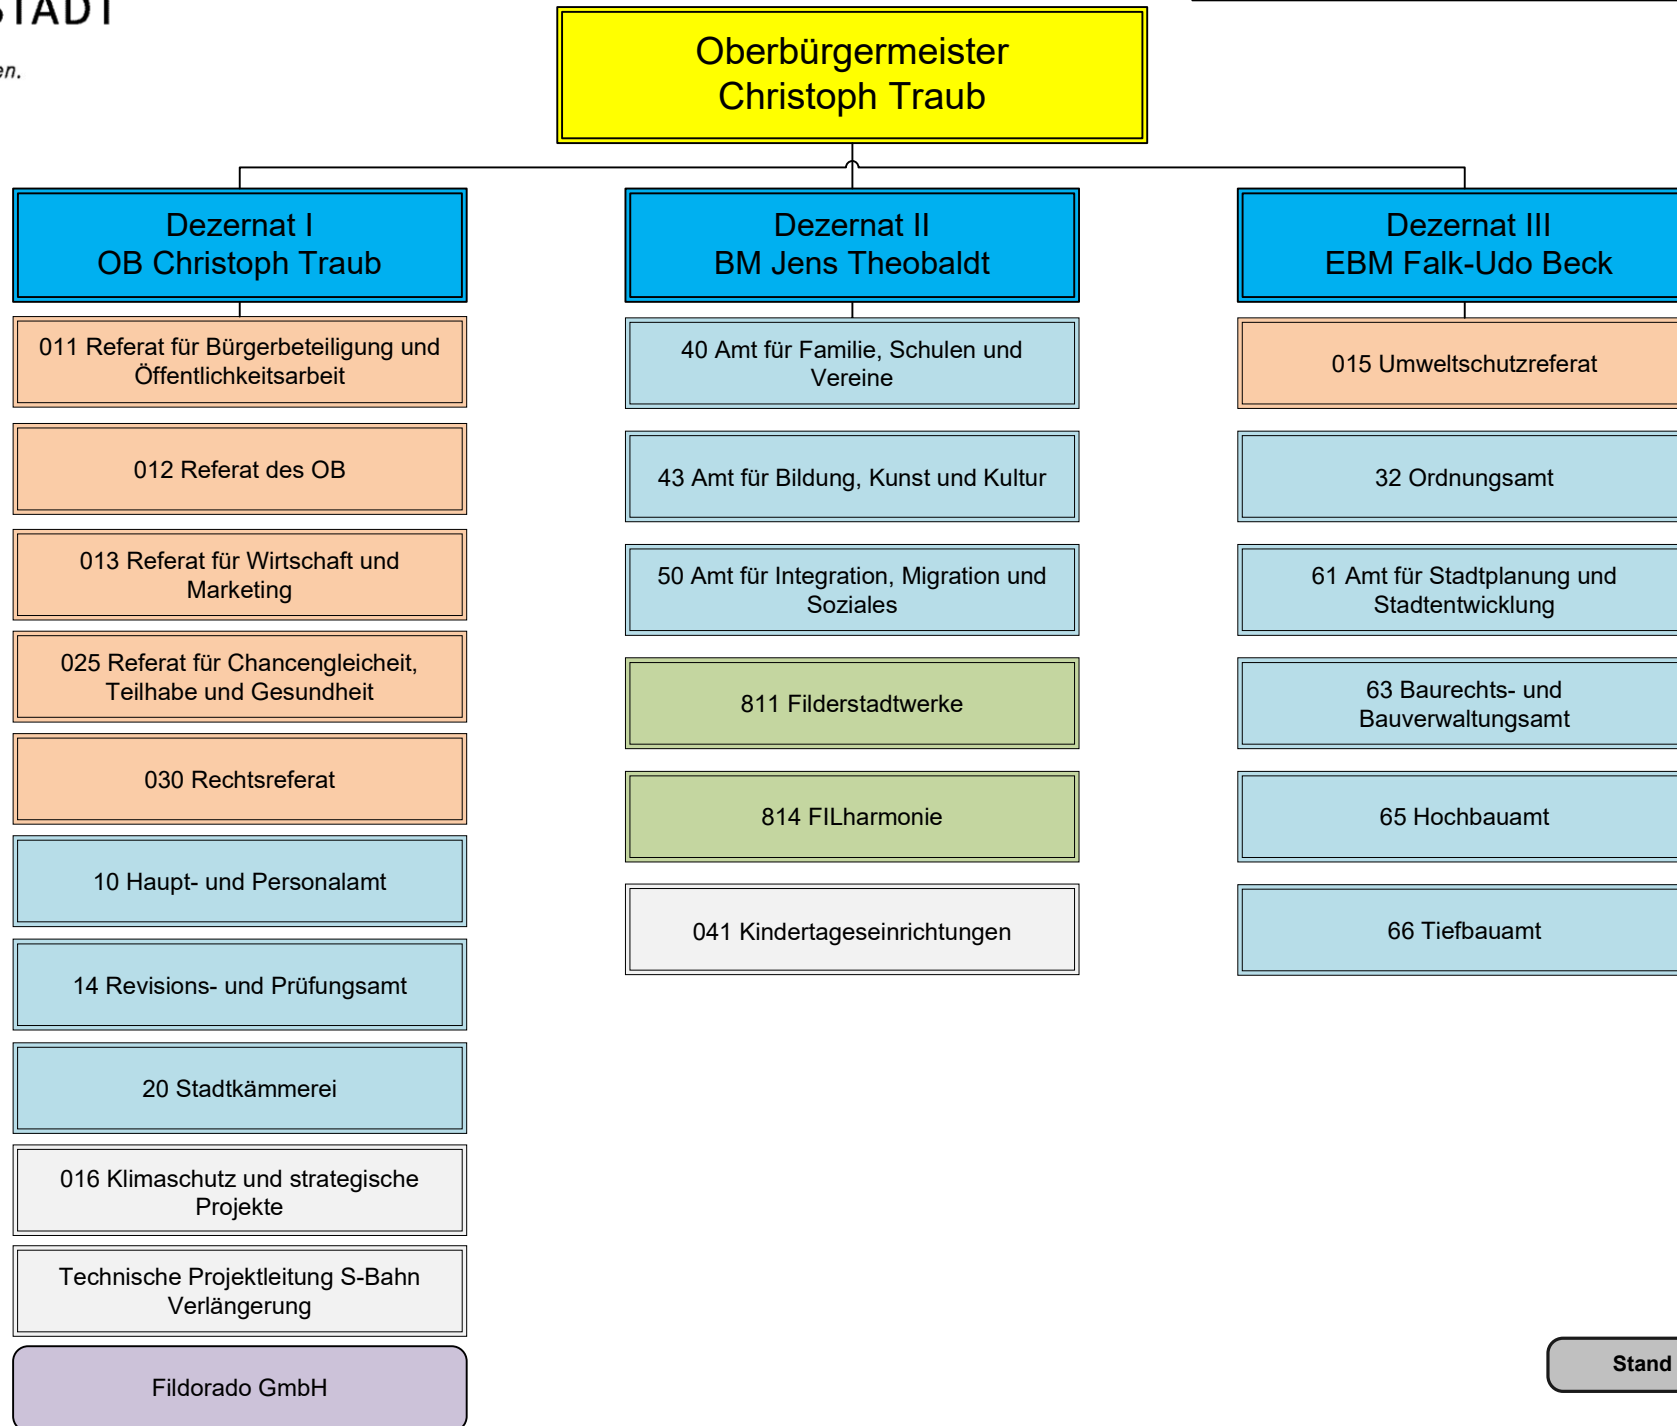 STADT
en.
Oberbürgermeister
Christoph Traub
Dezernat I
OB Christoph Traub
011 Referat für Bürgerbeteiligung und
Öffentlichkeitsarbeit
012 Referat des OB
013 Referat für Wirtschaft und
Marketing
025 Referat für Chancengleicheit,
Teilhabe und Gesundheit
030 Rechtsreferat
10 Haupt- und Personalamt
14 Revisions- und Prüfungsamt
20 Stadtkämmerei
016 Klimaschutz und strategische
Projekte
Technische Projektleitung S-Bahn
Verlängerung
Fildorado GmbH
Dezernat II
BM Jens Theobaldt
40 Amt für Familie, Schulen und
Vereine
43 Amt für Bildung, Kunst und Kultur
50 Amt für Integration, Migration und
Soziales
811 Filderstadtwerke
814 FILharmonie
041 Kindertageseinrichtungen
Dezernat III
EBM Falk-Udo Beck
015 Umweltschutzreferat
32 Ordnungsamt
61 Amt für Stadtplanung und
Stadtentwicklung
63 Baurechts- und
Bauverwaltungsamt
65 Hochbauamt
66 Tiefbauamt
Stand